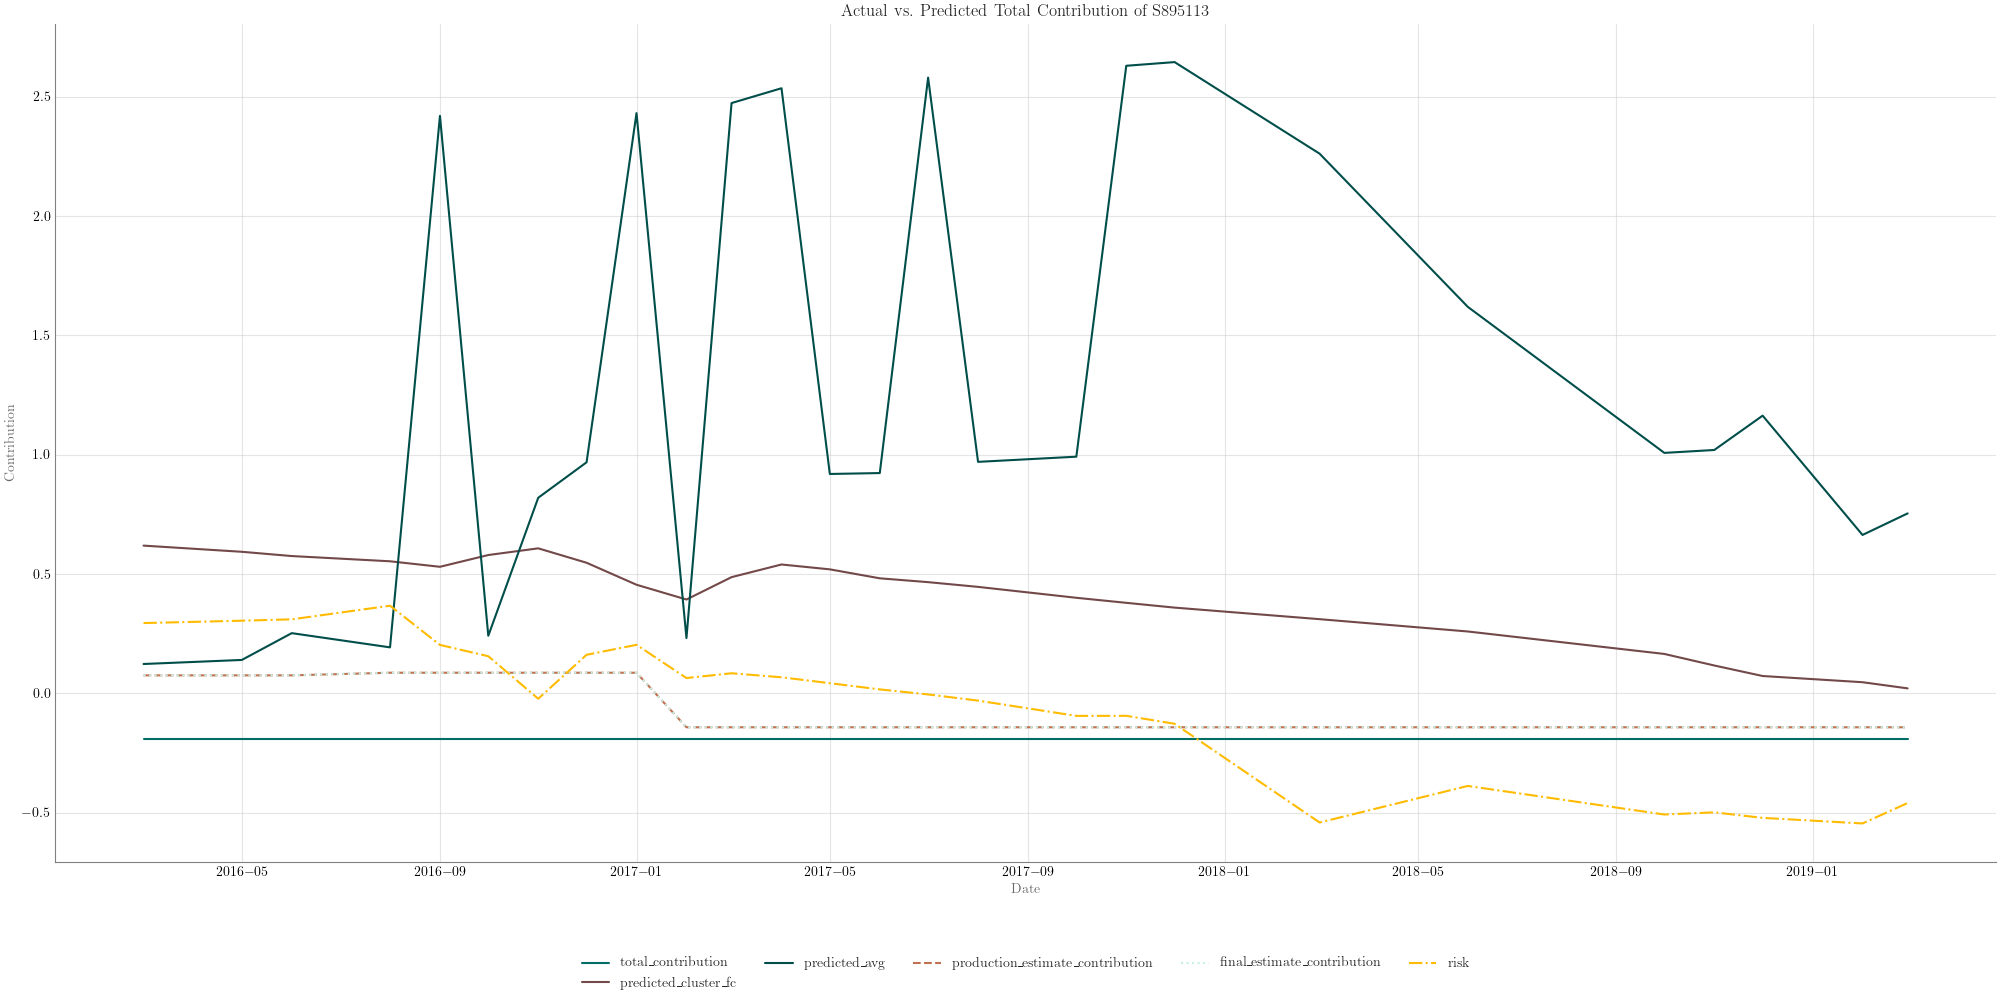 Actual vs. Predicted Total Contribution of S895113
Contribution
2.5
2.0
1.5
1.0
0.5
0.0
−0.5
2016−05 2016−09 2017−01 2017−05 2017−09 2018−01 2018−05 2018−09 2019−01
Date
total_contribution predicted_avg production_estimate_contribution final_estimate_contribution risk
predicted_cluster_fc